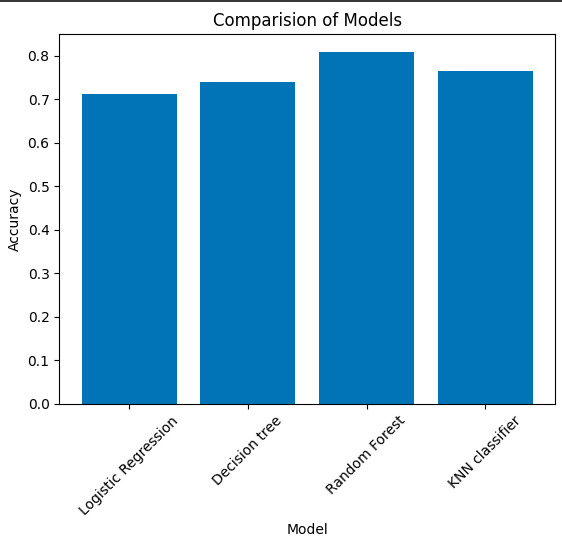 Comparision of Models
Accuracy
0.8
0.7
0.6
0.5
0.4
0.3
0.2
0.1
0.0
Logistic Regression
Decision tree
Random Forest
KNN classifier
Model